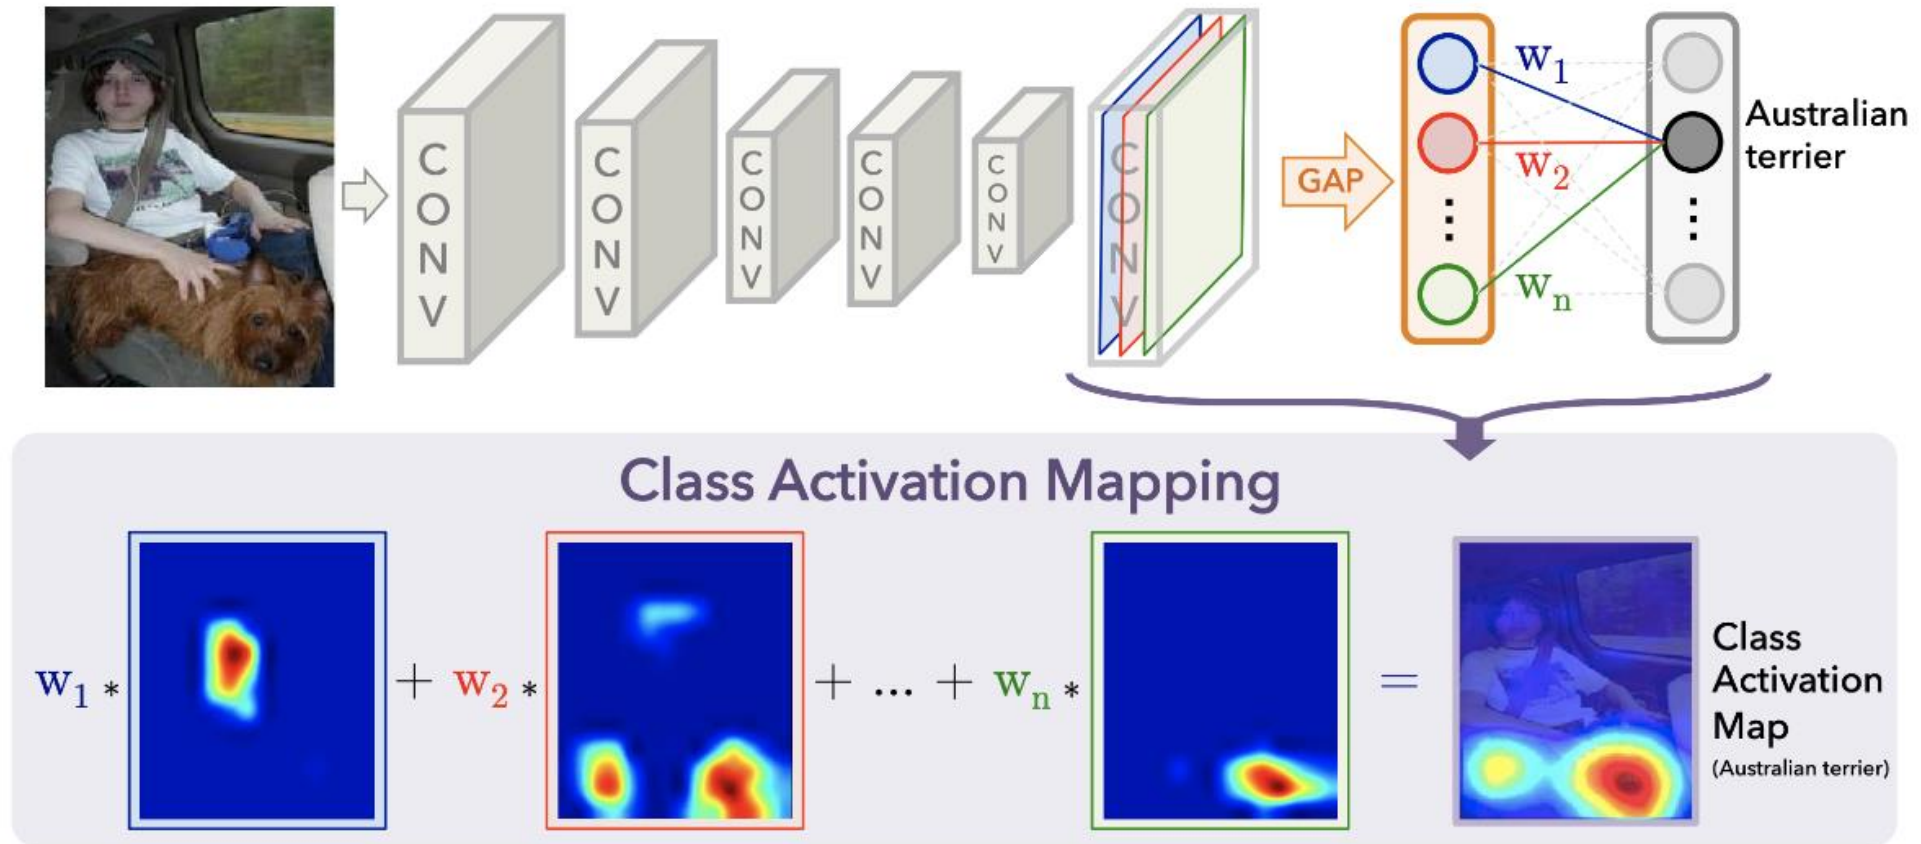 CONV
CONV
CONV
CONV
CONV
CONV
GAP
w1
w2
⋮
wn
⋮
Australian
terrier
Class Activation Mapping
w1 * + w2 * + ... + wn * =
Class
Activation
Map
(Australian terrier)